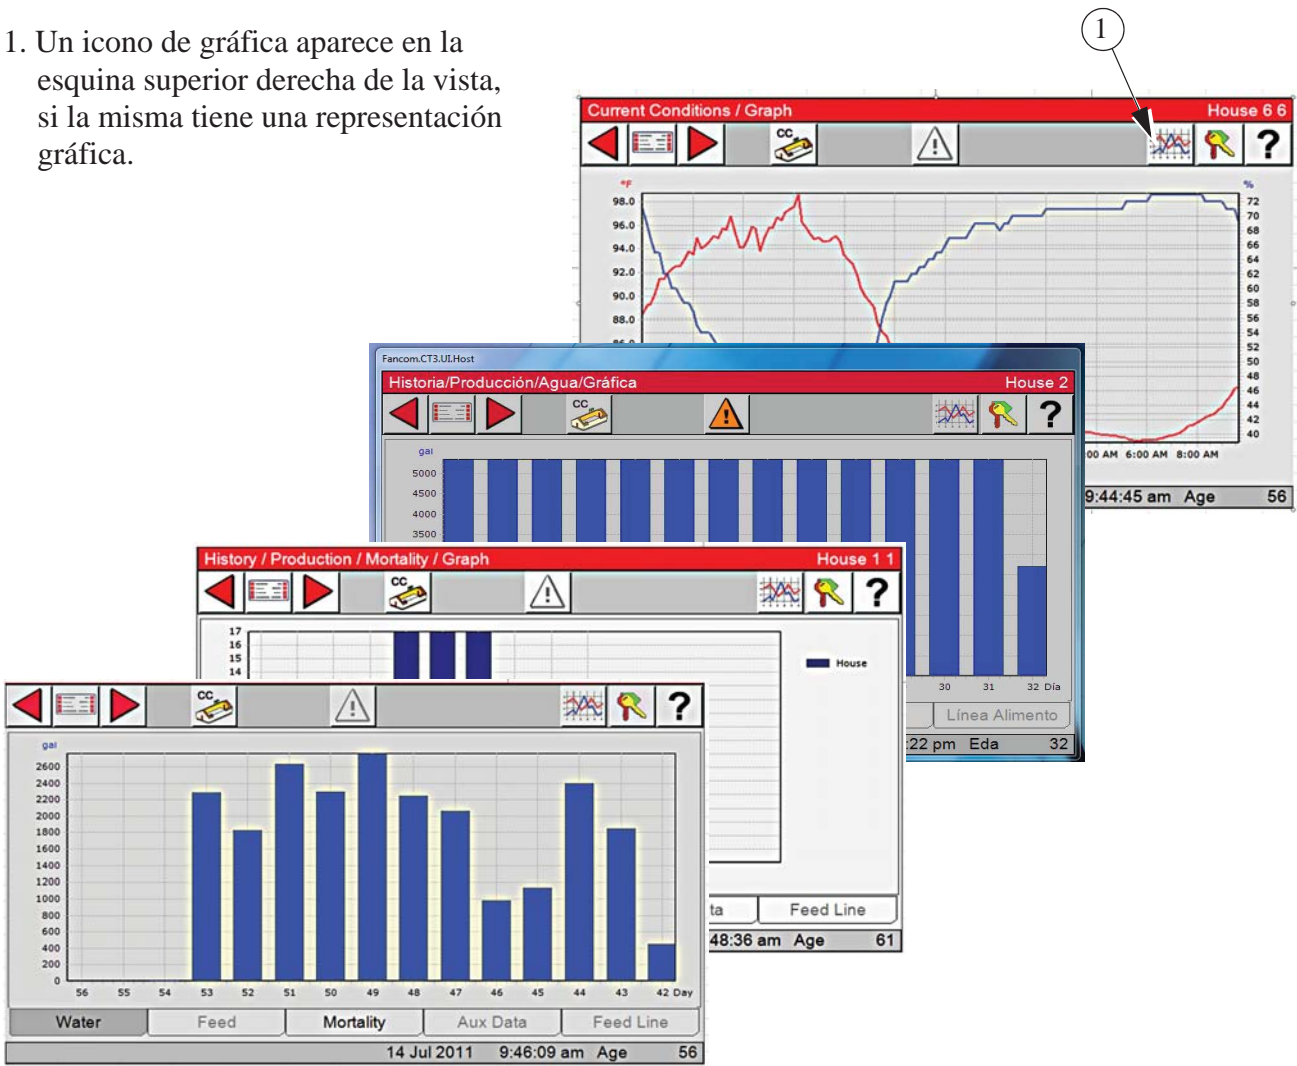 1. Un icono de gráfica aparece en la
esquina superior derecha de la vista,
si la misma tiene una representación
gráfica.
1
Current Conditions / Graph House 6 6
CC
?
°F %
98.0
96.0
94.0
92.0
90.0
88.0
72
70
68
66
64
62
60
58
56
54
52
50
48
46
44
42
40
:00 AM 6:00 AM 8:00 AM
9:44:45 am Age 56
Fancom.CT3.UI.Host
Historia/Producción/Agua/Gráfica House 2
CC
?
gal
5000
4500
4000
3500
30 31 32 Día
Línea Alimento
:22 pm Eda 32
History / Production / Mortality / Graph House 1 1
CC
?
17
16
15
14
House
ta Feed Line
48:36 am Age 61
CC
?
gal
2600
2400
2200
2000
1800
1600
1400
1200
1000
800
600
400
200
0
56 55 54 53 52 51 50 49 48 47 46 45 44 43 42 Day
Water Feed Mortality Aux Data Feed Line
14 Jul 2011 9:46:09 am Age 56